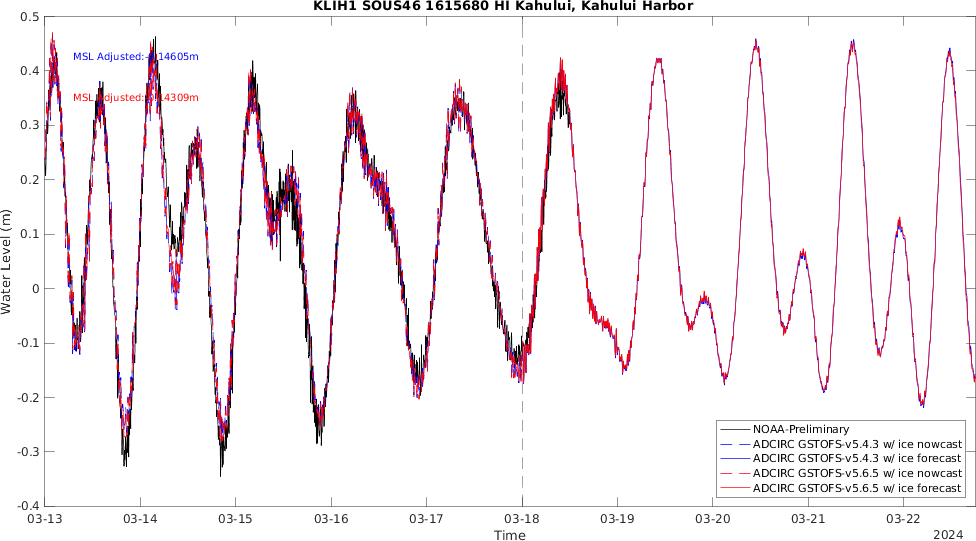 KLIH1 SOUS46 1615680 HI Kahului, Kahului Harbor
0.5
MSL Adjusted: 14605m
0.4
MSL Adjusted: 14309m
0.3
0.2
0.1
Water Level (m)
0
-0.1
-0.2
-0.3
-0.4
NOAA-Preliminary
ADCIRC GSTOFS-v5.4.3 w/ ice nowcast
ADCIRC GSTOFS-v5.4.3 w/ ice forecast
ADCIRC GSTOFS-v5.6.5 w/ ice nowcast
ADCIRC GSTOFS-v5.6.5 w/ ice forecast
03-13 03-14 03-15 03-16 03-17 03-18 03-19 03-20 03-21 03-22
Time
2024